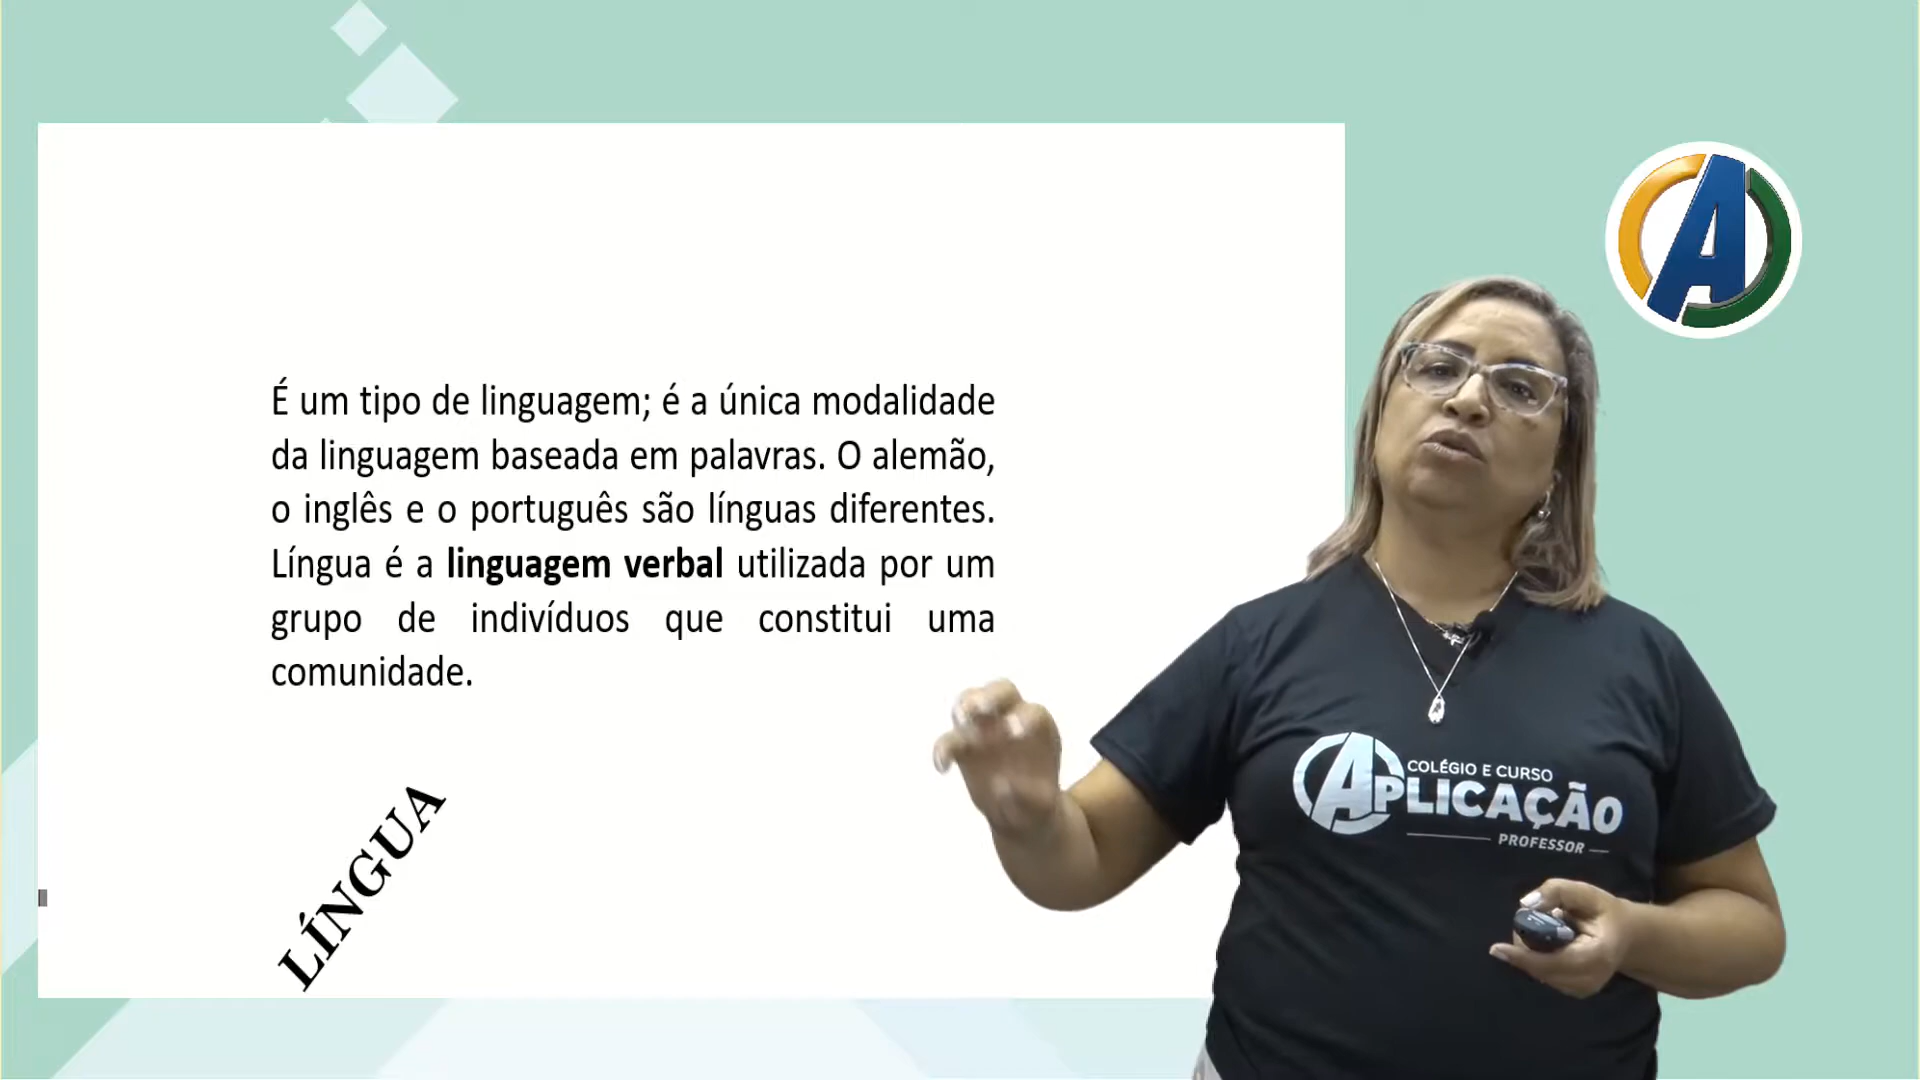 É um tipo de linguagem; é a única modalidade
da linguagem baseada em palavras. O alemão,
o inglês e o português são línguas diferentes.
Língua é a linguagem verbal utilizada por um
grupo de indivíduos que constitui uma
comunidade.
LÍNGUA
A
COLÉGIO E CURSO
APLICAÇÃO
PROFESSOR